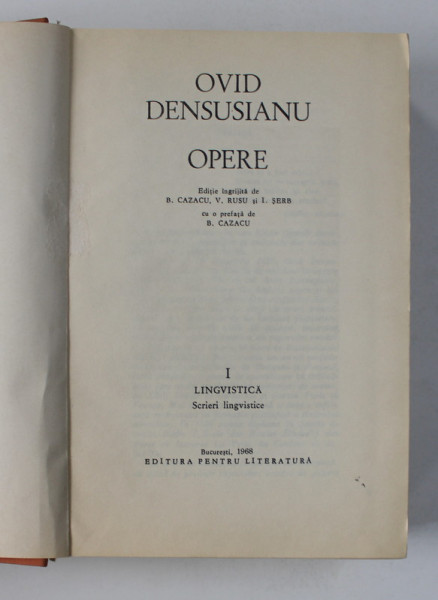 OVID
DENSUSIANU
OPERE
Ediție îngrijită de
B. CAZACU, V. RUSU și I. ȘERB
cu o prefață de
B. CAZACU
I
LINGVISTICĂ
Scrieri lingvistice
București, 1968
EDITURA PENTRU LITERATURĂ